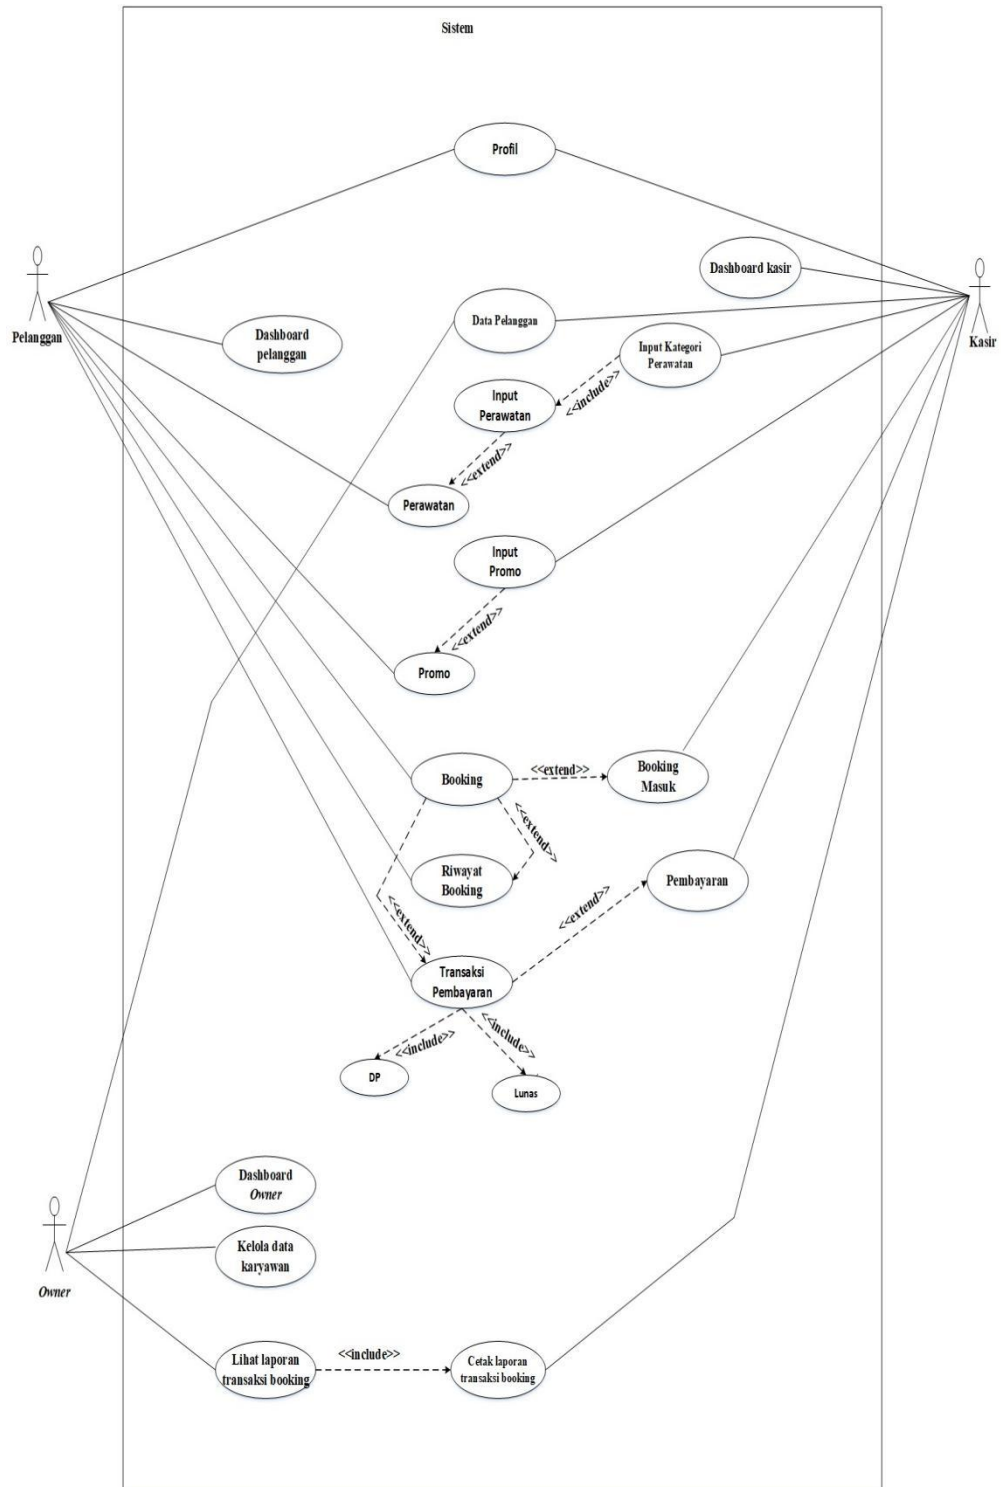 Sistem
Profil
Dashboard kasir
Pelanggan
Dashboard
pelanggan
Data Pelanggan
Kasir
Input Kategori
Perawatan
<<include>>
Input
Perawatan
<<extend>>
Perawatan
Input
Promo
<<extend>>
Promo
Booking
<<extend>>
Booking
Masuk
<<extend>>
Riwayat
Booking
Pembayaran
<<extend>>
<<extend>>
Transaksi
Pembayaran
<<include>>
<<include>>
DP
Lunas
Dashboard
Owner
Kelola data
karyawan
Owner
Lihat laporan
transaksi booking
<<include>>
Cetak laporan
transaksi booking